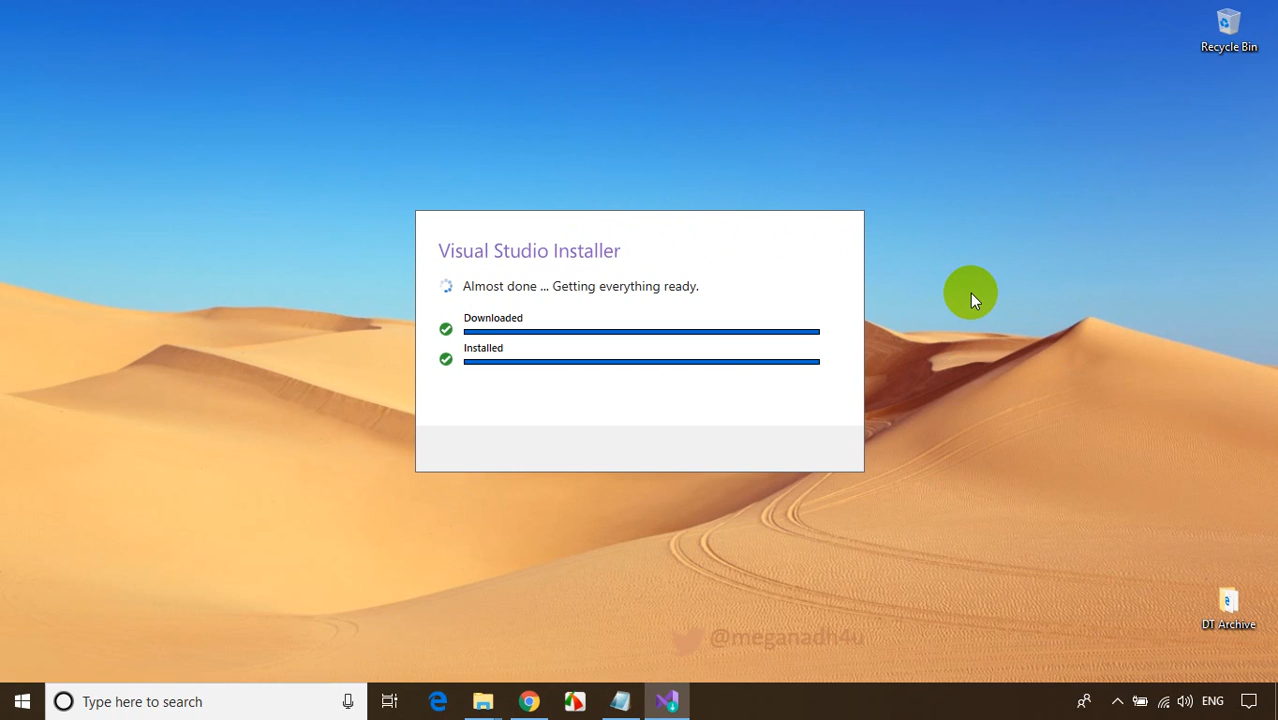 Recycle Bin
Visual Studio Installer
Almost done ... Getting everything ready.
Downloaded
Installed
DT Archive
@meganadh4u
Type here to search
ENG